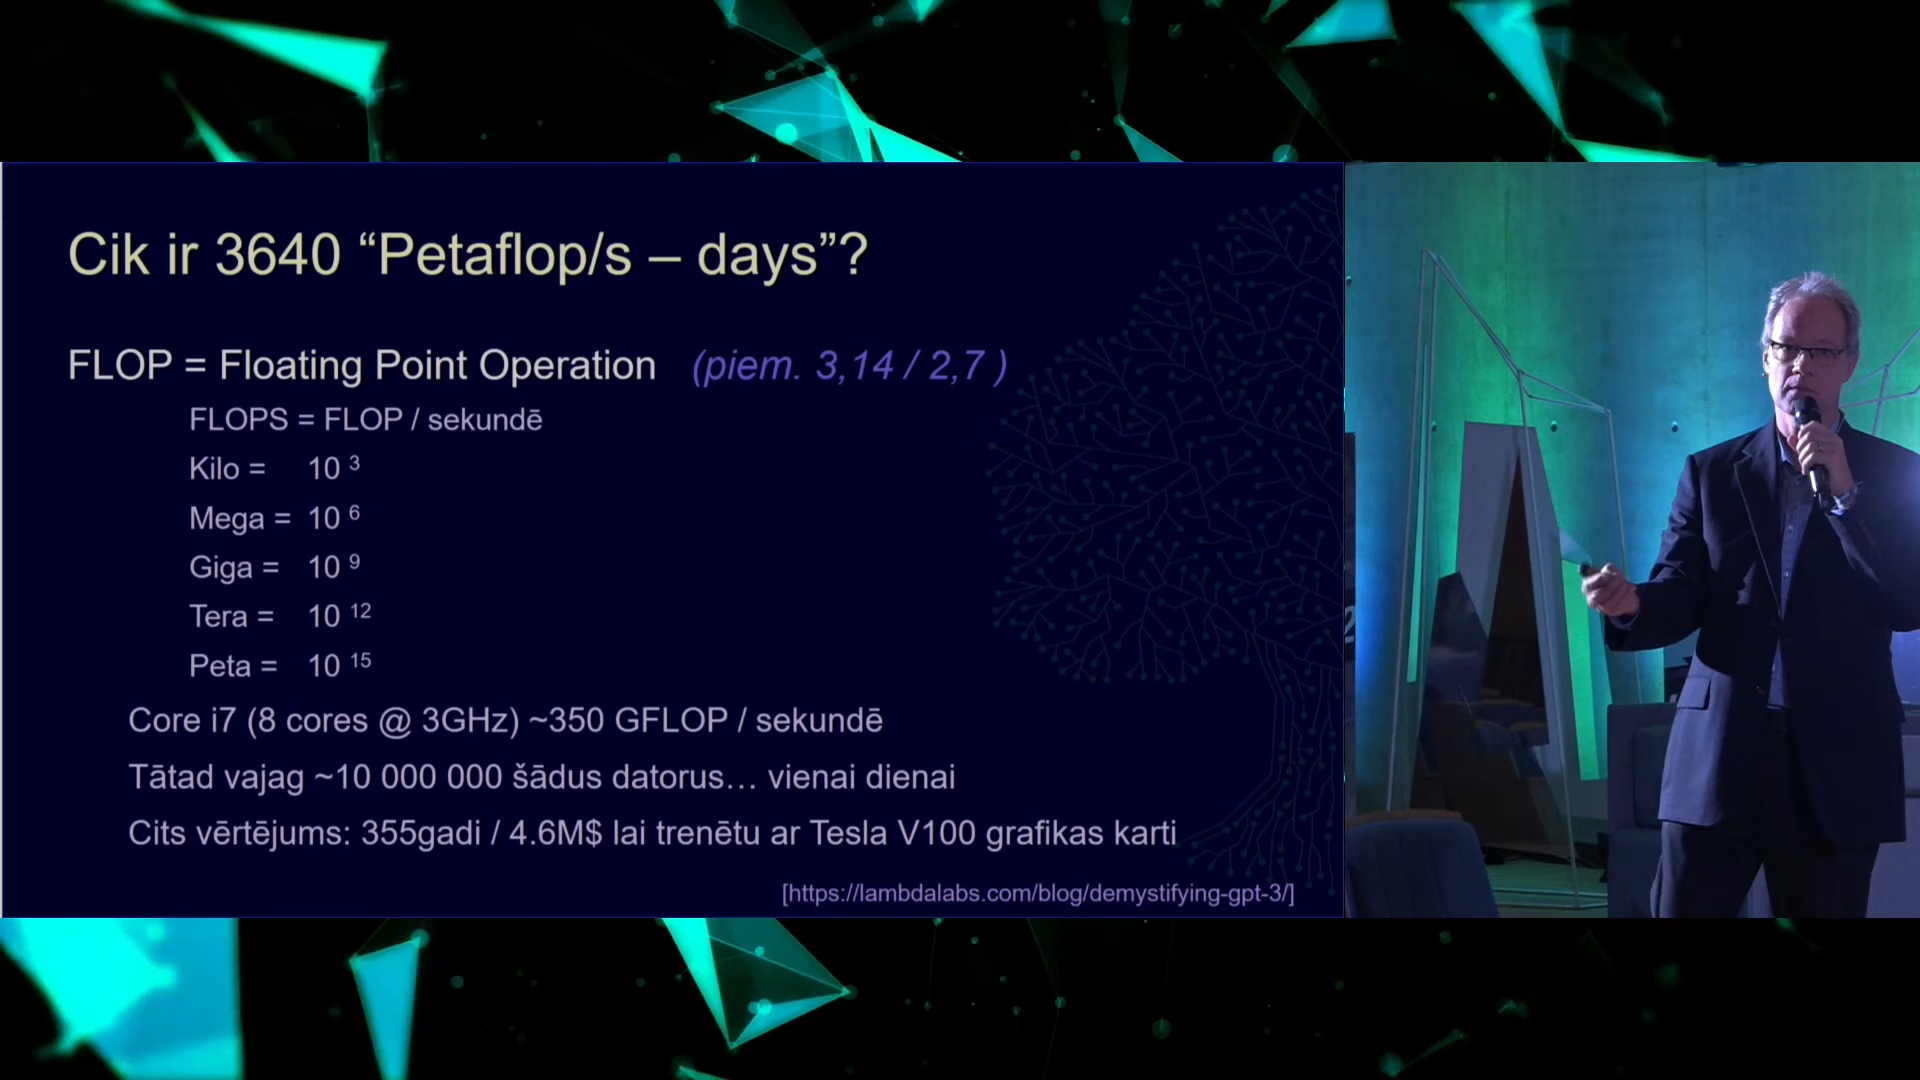 Cik ir 3640 “Petaflop/s – days”?
FLOP = Floating Point Operation (piem. 3,14 / 2,7 )
FLOPS = FLOP / sekundē
Kilo = 10 3
Mega = 10 6
Giga = 10 9
Tera = 10 12
Peta = 10 15
Core i7 (8 cores @ 3GHz) ~350 GFLOP / sekundē
Tātad vajag ~10 000 000 šādus datorus… vienai dienai
Cits vērtējums: 355gadi / 4.6M$ lai trenētu ar Tesla V100 grafikas karti
[https://lambdalabs.com/blog/demystifying-gpt-3/]
2